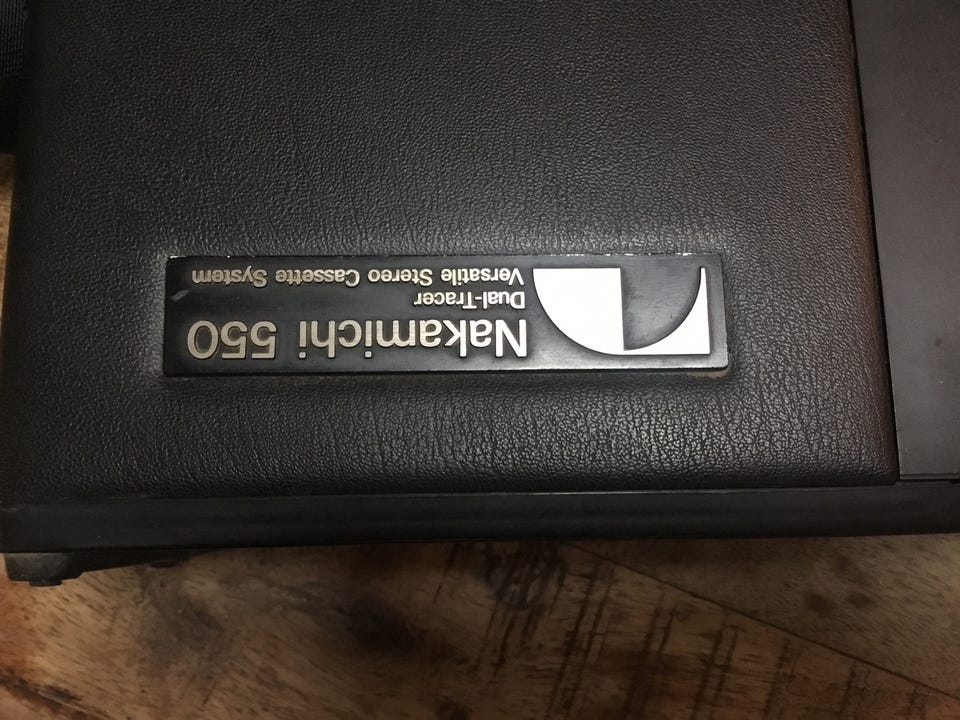 Nakamichi 550
Dual-Tracer
Versatile Stereo Cassette System